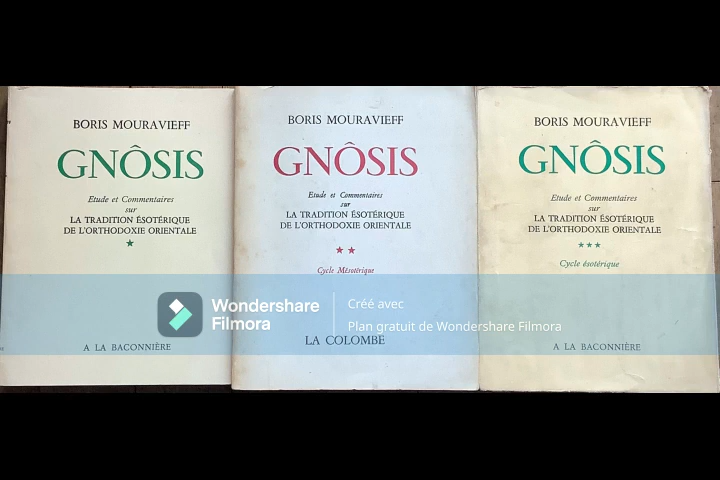 BORIS MOURAVIEFF
GNÔSIS
Etude et Commentaires
sur
LA TRADITION ÉSOTÉRIQUE
DE L'ORTHODOXIE ORIENTALE
★
A LA BACONNIÈRE
BORIS MOURAVIEFF
GNÔSIS
Etude et Commentaires
sur
LA TRADITION ÉSOTÉRIQUE
DE L'ORTHODOXIE ORIENTALE
★ ★
Cycle Mésotérique
LA COLOMBE
BORIS MOURAVIEFF
GNÔSIS
Etude et Commentaires
sur
LA TRADITION ÉSOTÉRIQUE
DE L'ORTHODOXIE ORIENTALE
★ ★ ★
Cycle ésotérique
A LA BACONNIÈRE
Wondershare
Filmora
Créé avec
Plan gratuit de Wondershare Filmora